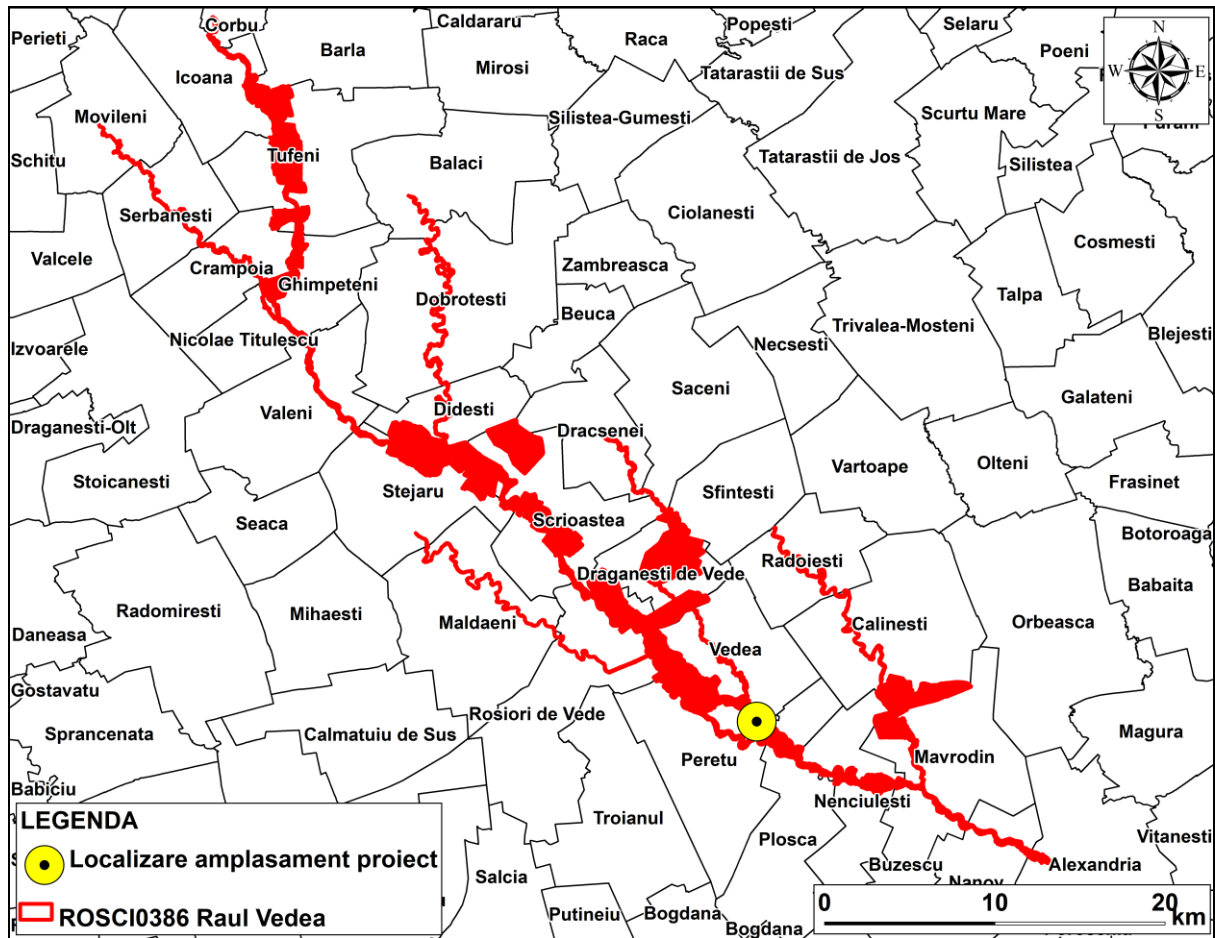 Corbu
Caldararu
Popesti
Selaru
Perieti
Barla
Raca
Poeni
N
Icoana
Mirosi
Tatarastii de Sus
W
E
S
Movileni
Silistea-Gumesti
Scurtu Mare
Schitu
Tufeni
Balaci
Tatarastii de Jos
Silistea
Serbanesti
Ciolanesti
Cosmesti
Valcele
Crampoia
Ghimpeteni
Zambreasca
Talpa
Dobrotesti
Beuca
Trivalea-Mosteni
Blejesti
Izvoarele
Nicolae Titulescu
Necsesti
Saceni
Galateni
Valeni
Didesti
Draganesti-Olt
Dracsenei
Stoicanesti
Stejaru
Sfintesti
Vartoape
Olteni
Frasinet
Seaca
Scrioastea
Botoroaga
Radoiesti
Draganesti de Vede
Babaita
Radomiresti
Mihaesti
Maldaeni
Calinesti
Orbeasca
Daneasa
Vedea
Gostavatu
Rosiori de Vede
Sprancenata
Calmatuiu de Sus
Peretu
Mavrodin
Magura
Babiciu
Nenciulesti
Troianul
Plosca
Vitanesti
Buzescu
Alexandria
Salcia
Nanov
Putineiu
Bogdana
Bogdana
LEGENDA
Localizare amplasament proiect
ROSCI0386 Raul Vedea
0 10 20
km